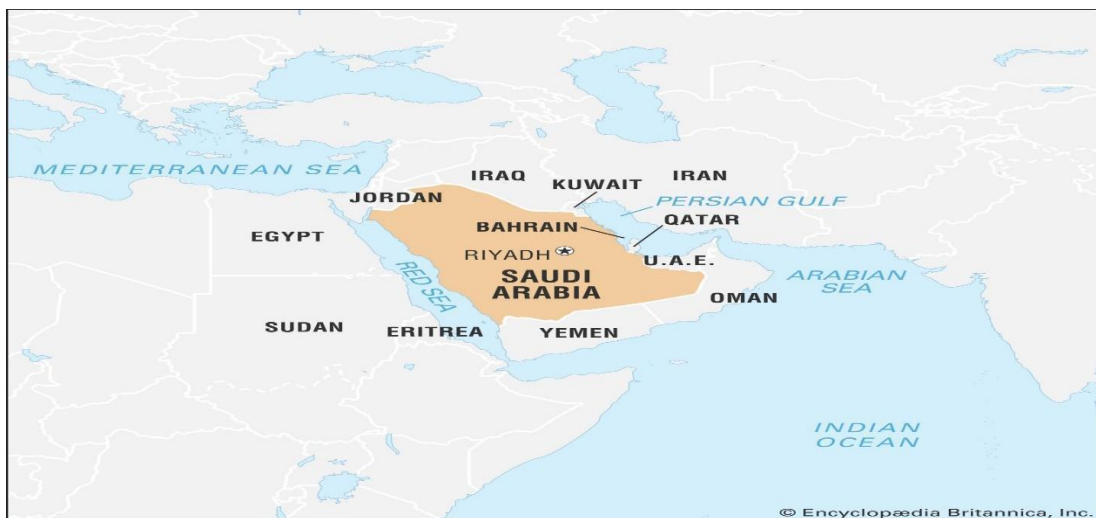 MEDITERRANEAN SEA
IRAQ
KUWAIT
IRAN
JORDAN
PERSIAN GULF
BAHRAIN
QATAR
EGYPT
RIYADH
U.A.E.
RED SEA
SAUDI
ARABIA
ARABIAN
SEA
OMAN
SUDAN
ERITREA
YEMEN
INDIAN
OCEAN
© Encyclopædia Britannica, Inc.